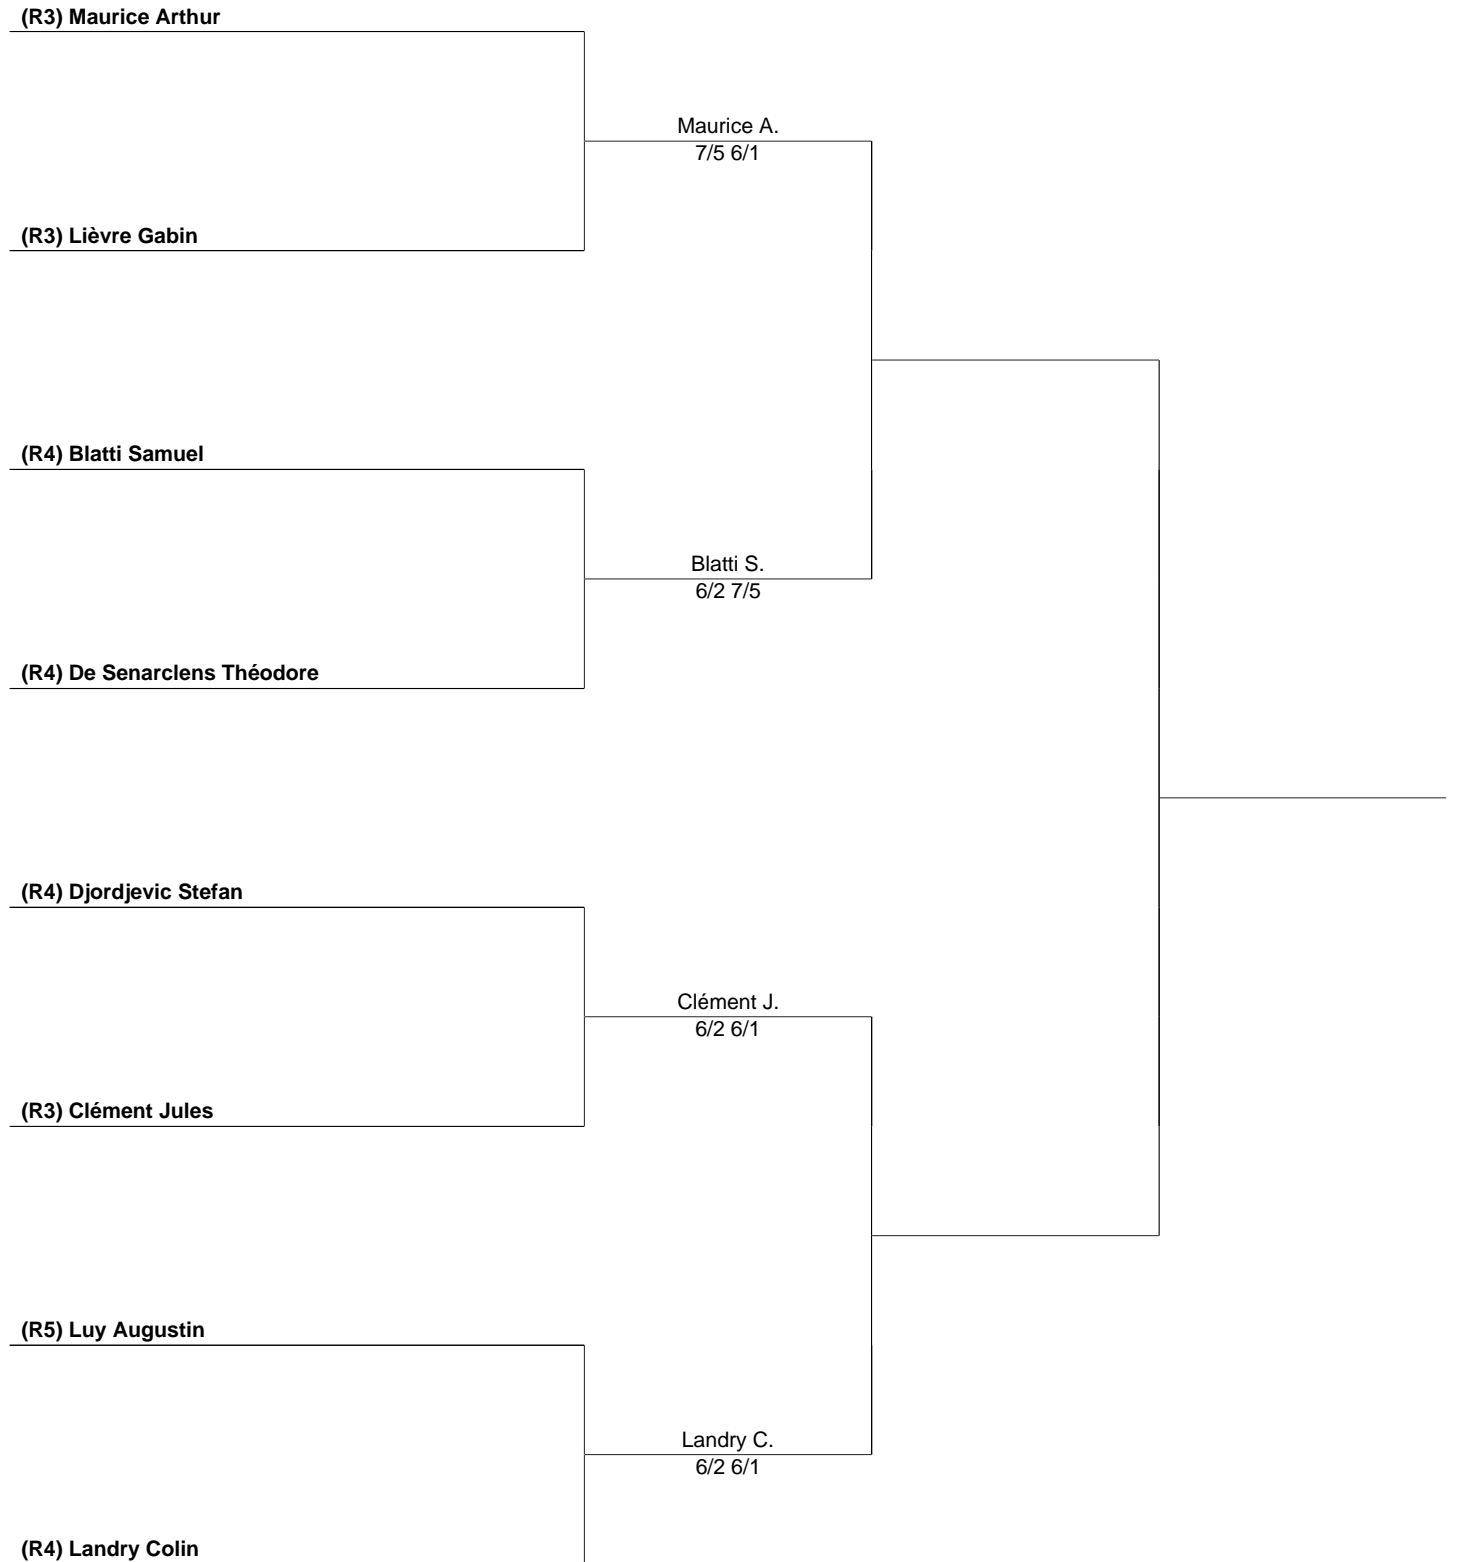 (R3) Maurice Arthur
Maurice A.
7/5 6/1
(R3) Lièvre Gabin
(R4) Blatti Samuel
Blatti S.
6/2 7/5
(R4) De Senarclens Théodore
(R4) Djordjevic Stefan
Clément J.
6/2 6/1
(R3) Clément Jules
(R5) Luy Augustin
Landry C.
6/2 6/1
(R4) Landry Colin